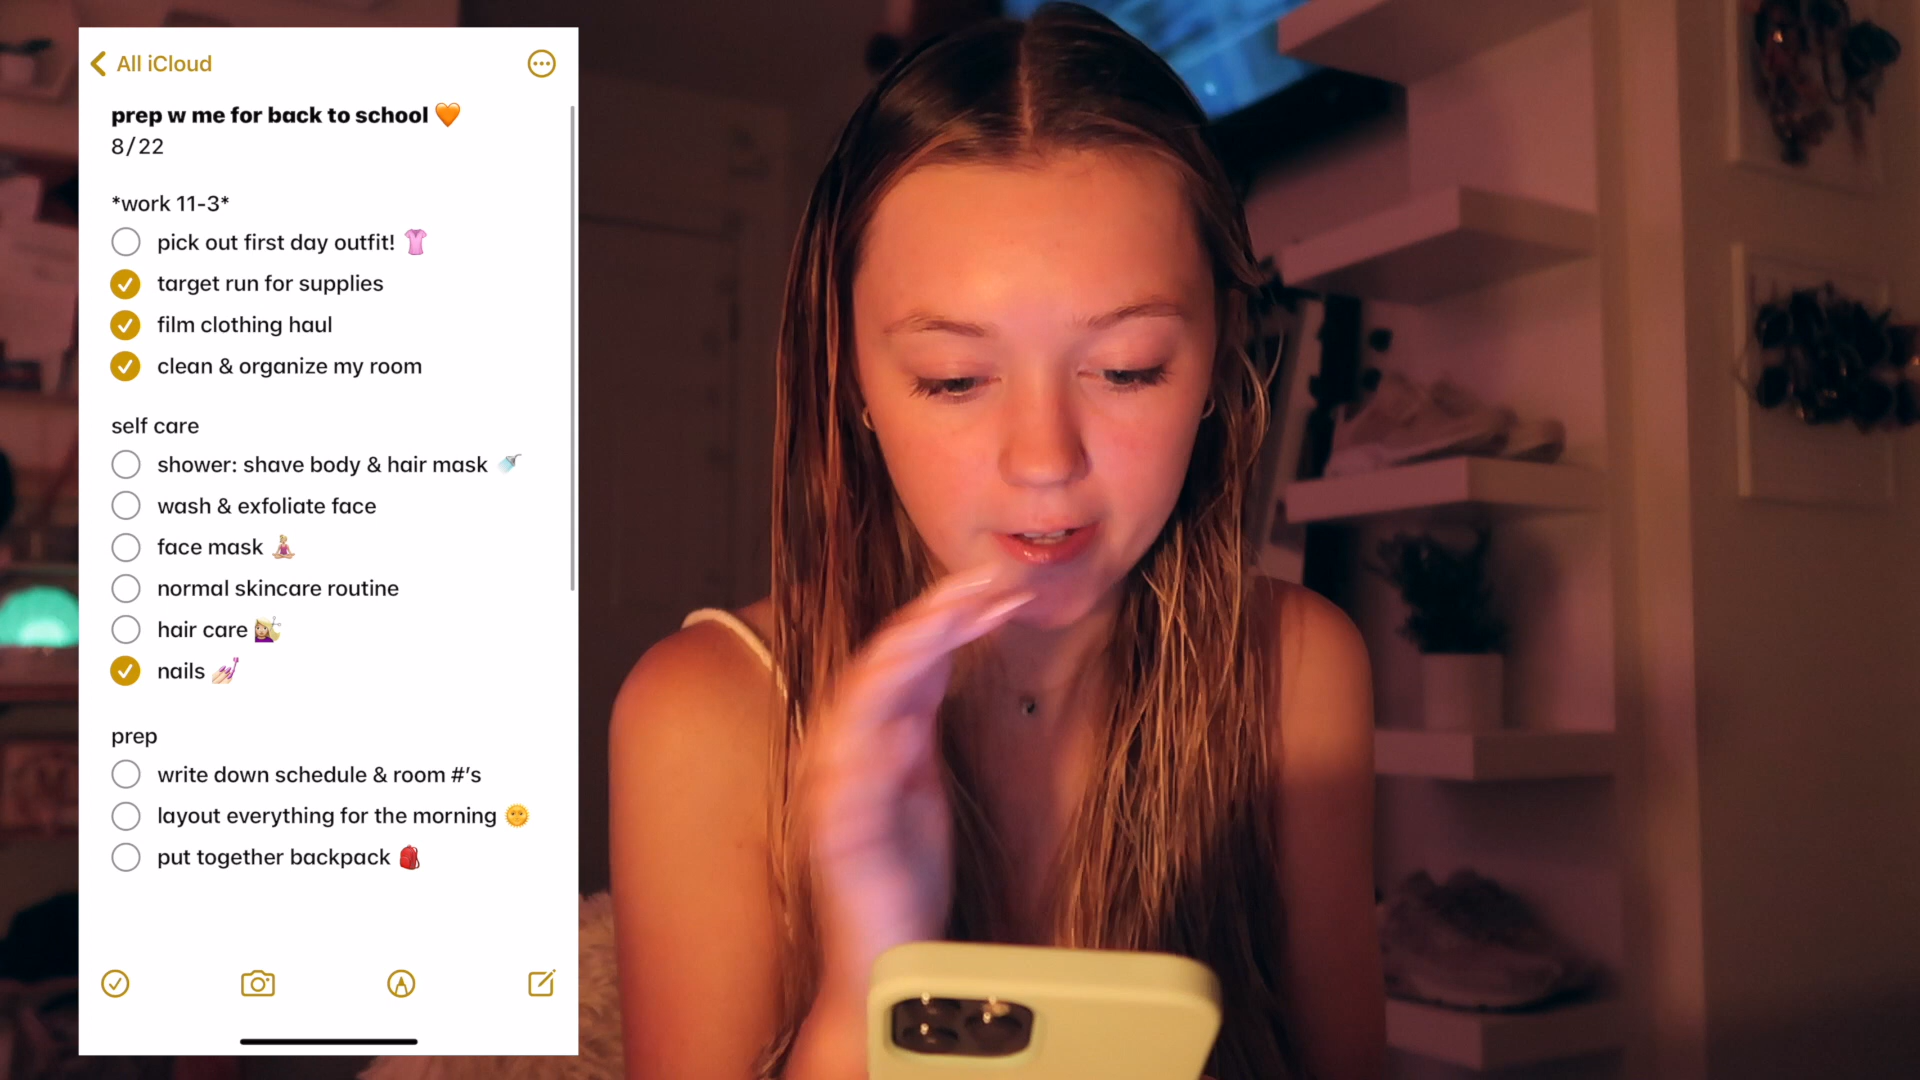 All iCloud
prep w me for back to school 🧡
8/22
*work 11-3*
pick out first day outfit! 👚
target run for supplies
film clothing haul
clean & organize my room
self care
shower: shave body & hair mask 🚿
wash & exfoliate face
face mask 🧘🏼‍♀️
normal skincare routine
hair care 💇🏼‍♀️
nails 💅🏻
prep
write down schedule & room #'s
layout everything for the morning 🌞
put together backpack 🎒